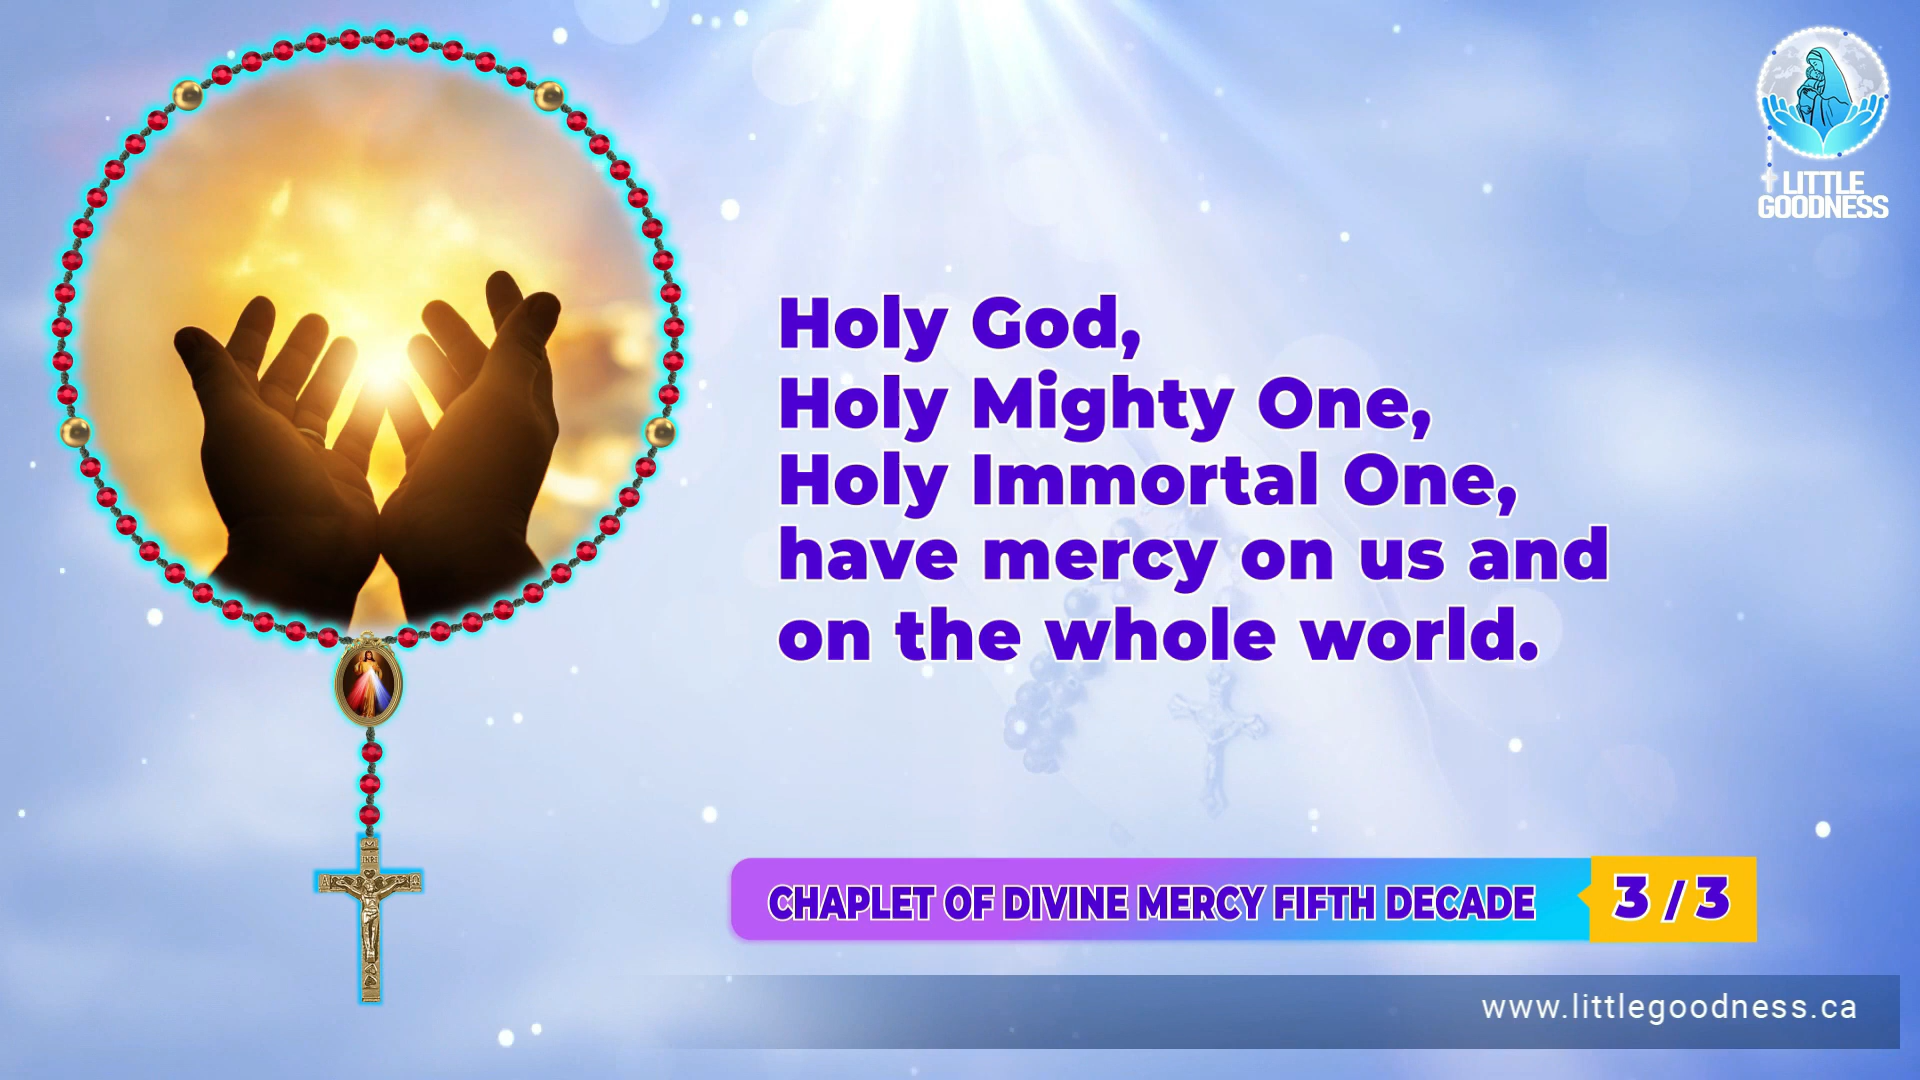 LITTLE
GOODNESS
Holy God,
Holy Mighty One,
Holy Immortal One,
have mercy on us and
on the whole world.
CHAPLET OF DIVINE MERCY FIFTH DECADE
3 / 3
www.littlegoodness.ca